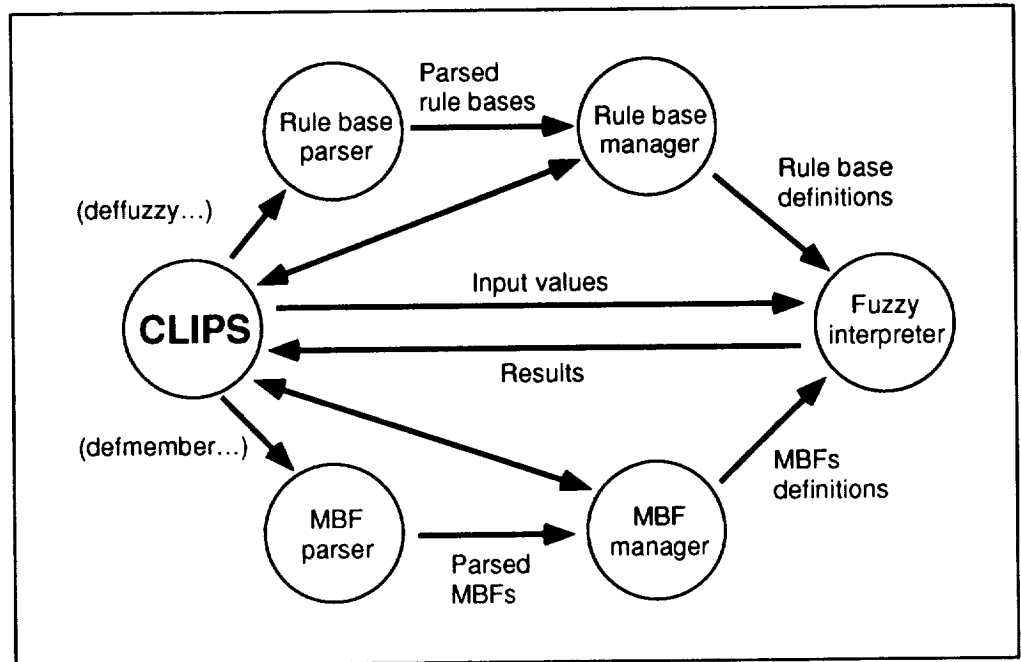 Parsed
rule bases
Rule base
parser
Rule base
manager
Rule base
definitions
(deffuzzy...)
Input values
CLIPS
Fuzzy
interpreter
Results
(defmember...)
MBFs
definitions
MBF
parser
MBF
manager
Parsed
MBFs